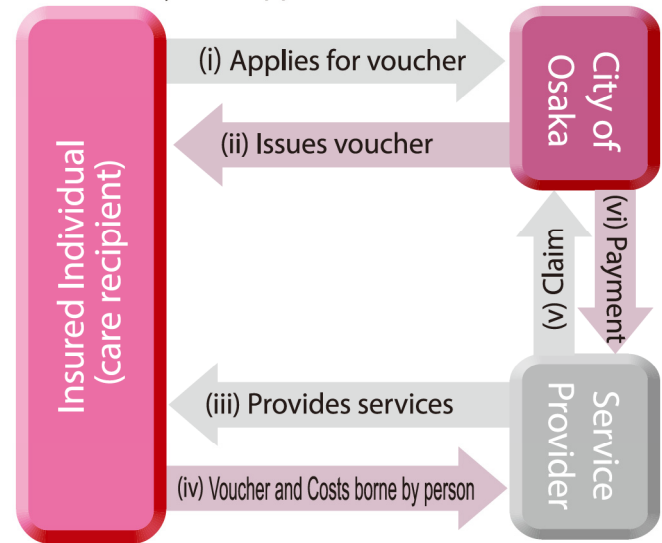 Insured Individual
(care recipient)
(i) Applies for voucher
City of
Osaka
(ii) Issues voucher
(vi) Payment
(v) Claim
(iii) Provides services
Service
Provider
(iv) Voucher and Costs borne by person